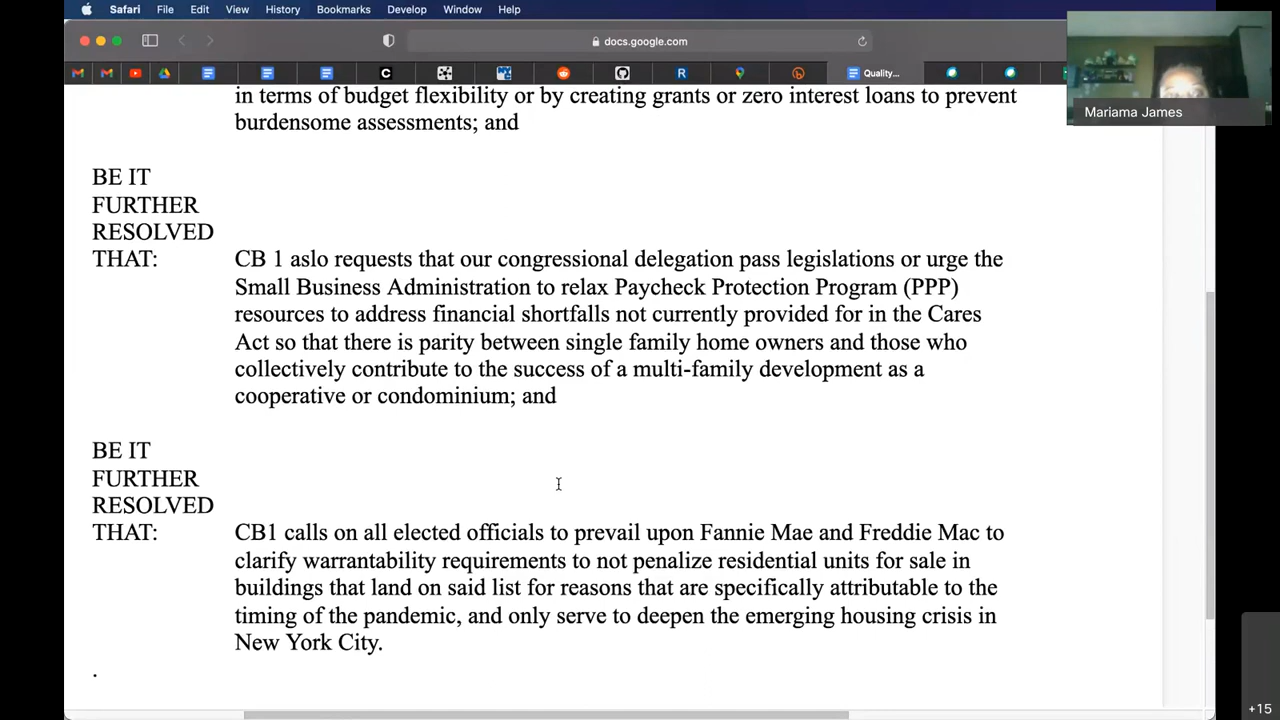 Safari File Edit View History Bookmarks Develop Window Help
docs.google.com
Quality...
Mariama James
in terms of budget flexibility or by creating grants or zero interest loans to prevent
burdensome assessments; and
BE IT
FURTHER
RESOLVED
THAT: CB 1 aslo requests that our congressional delegation pass legislations or urge the
Small Business Administration to relax Paycheck Protection Program (PPP)
resources to address financial shortfalls not currently provided for in the Cares
Act so that there is parity between single family home owners and those who
collectively contribute to the success of a multi-family development as a
cooperative or condominium; and
BE IT
FURTHER
RESOLVED
THAT: CB1 calls on all elected officials to prevail upon Fannie Mae and Freddie Mac to
clarify warrantability requirements to not penalize residential units for sale in
buildings that land on said list for reasons that are specifically attributable to the
timing of the pandemic, and only serve to deepen the emerging housing crisis in
New York City.
.
+15